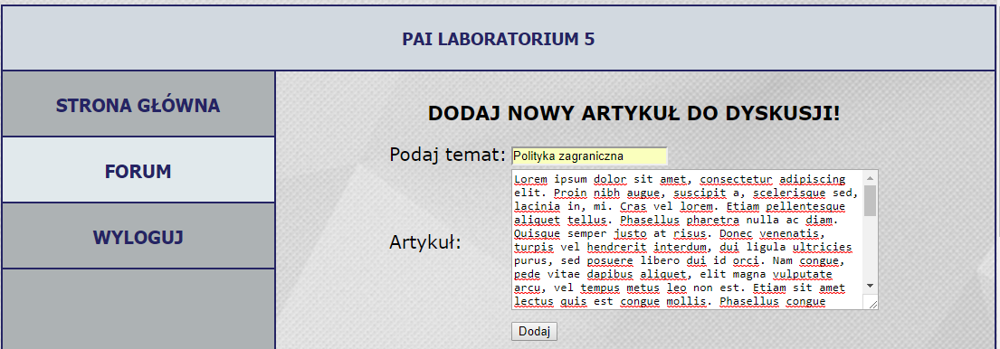 PAI LABORATORIUM 5
STRONA GŁÓWNA
FORUM
WYLOGUJ
DODAJ NOWY ARTYKUŁ DO DYSKUSJI!
Podaj temat: Polityka zagraniczna
Artykuł:
Lorem ipsum dolor sit amet, consectetur adipiscing
elit. Proin nibh augue, suscipit a, scelerisque sed,
lacinia in, mi. Cras vel lorem. Etiam pellentesque
aliquet tellus. Phasellus pharetra nulla ac diam.
Quisque semper justo at risus. Donec venenatis,
turpis vel hendrerit interdum, dui ligula ultricies
purus, sed posuere libero dui id orci. Nam congue,
pede vitae dapibus aliquet, elit magna vulputate
arcu, vel tempus metus leo non est. Etiam sit amet
lectus quis est congue mollis. Phasellus congue
Dodaj